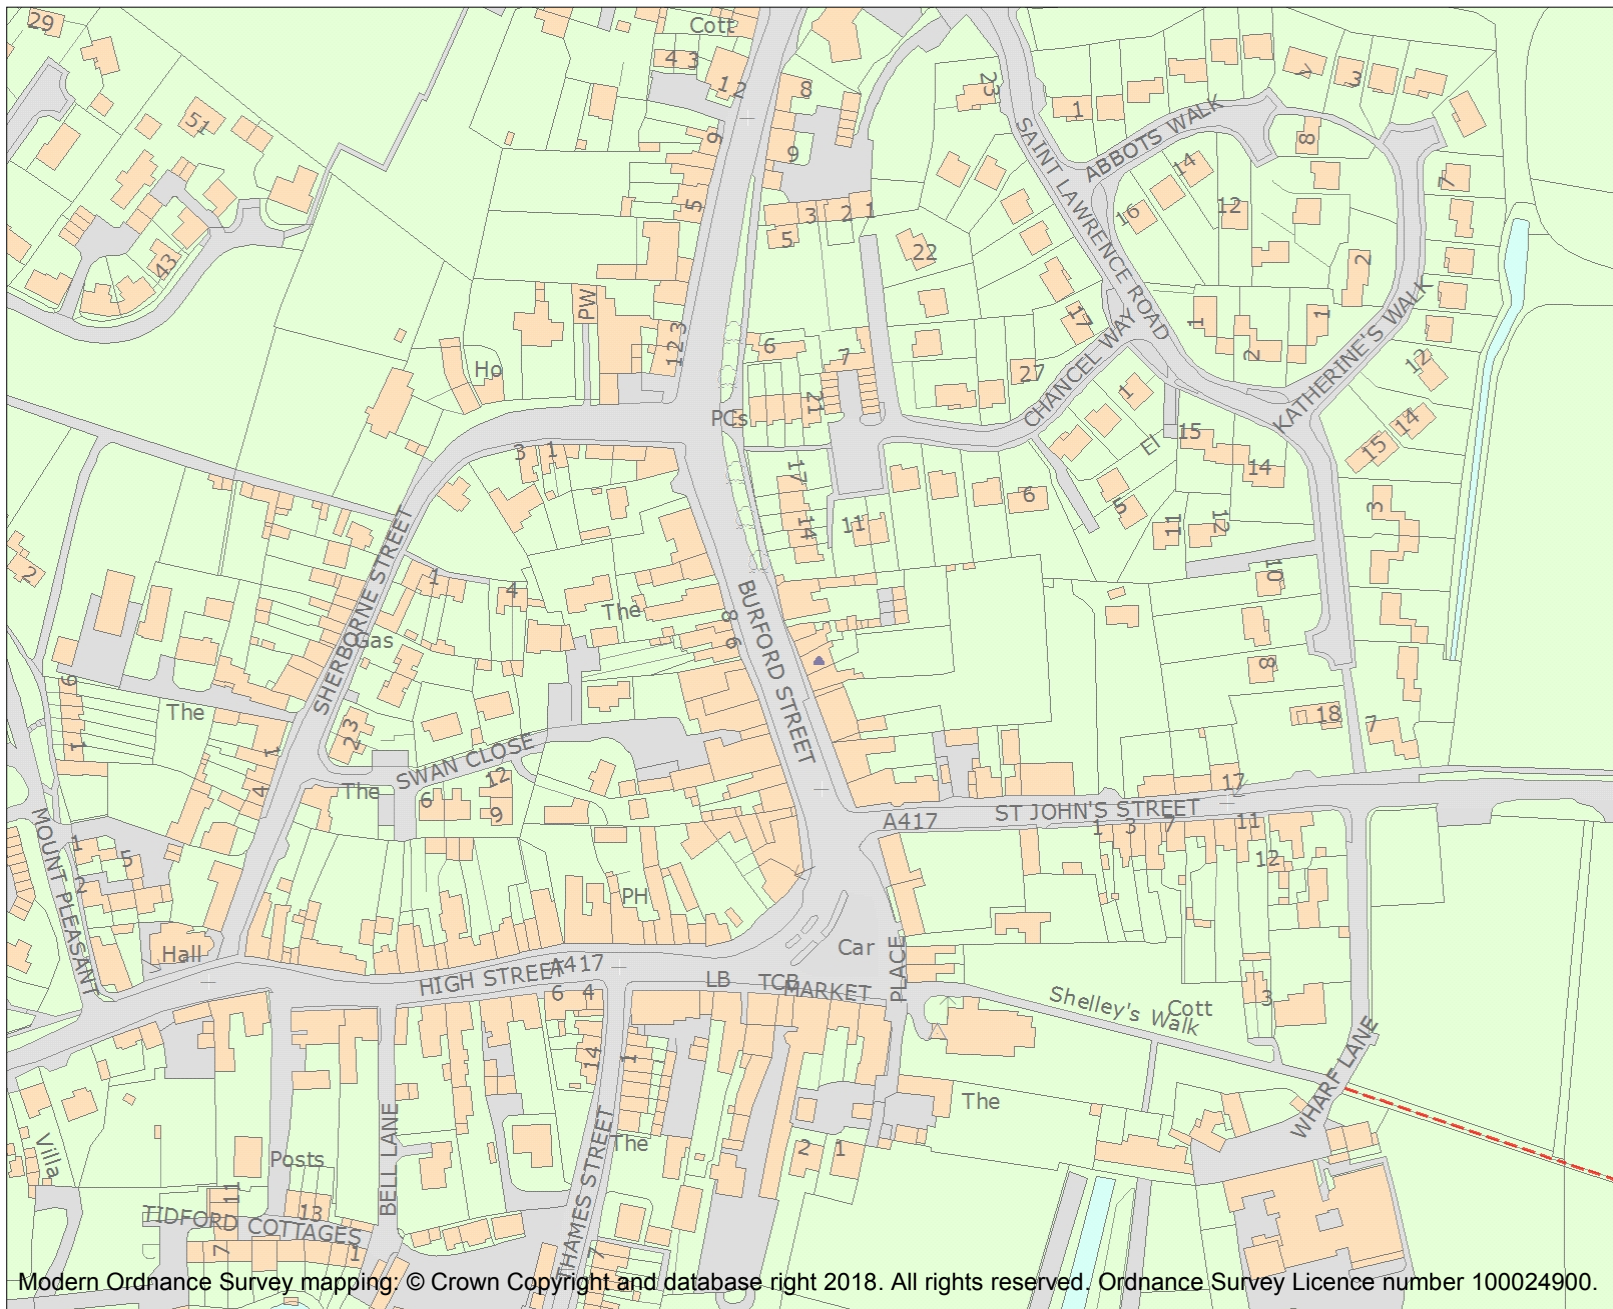 29
Cott
4 3
1 2
8
23
1
Y
3
51
9
9
SAINT LAWRENCE ROAD
ABBOTS WALK
8
14
7
5
3 2 1
5
16
12
43
22
2
PW
1 2 3
17
1
2
1
KATHERINE'S WALK
Ho
6
7
27
CHANCEL WAY
12
PCs
21
1
14
15
15
El
14
3 1
17
6
5
3
SHERBORNE STREET
14
11
11
12
2
1
4
The
BURFORD STREET
8
6
10
Gas
8
6
The
1
1
23
18
7
SWAN CLOSE
12
The
6
9
4
17
A417
ST JOHN'S STREET
1 3 7
11
12
MOUNT PLEASANT
1
5
2
PH
Hall
Car
PLACE
HIGH STREET
A417
LB
TCB
MARKET
6 4
Shelley's Walk
Cott
3
14
1
WHARF LANE
The
The
Villa
BELL LANE
Posts
2 1
THAMES STREET
11
13
TIDFORD COTTAGES
7
1
7
Modern Ordnance Survey mapping: © Crown Copyright and database right 2018. All rights reserved. Ordnance Survey Licence number 100024900.